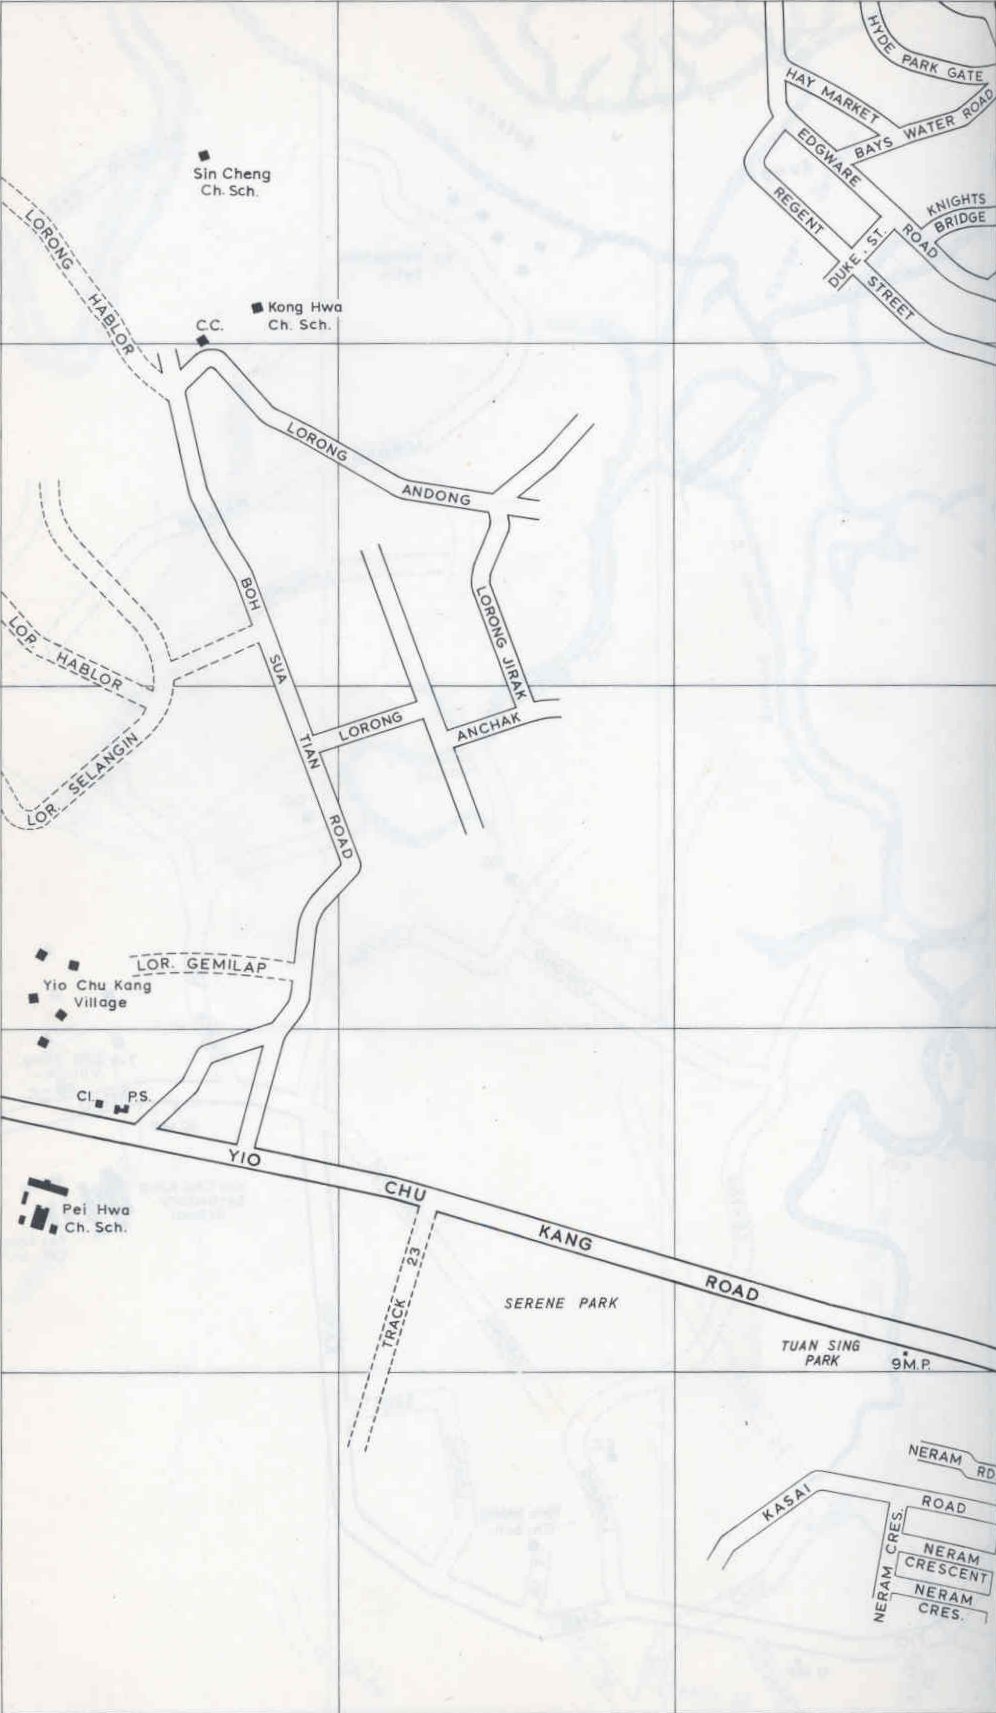 HYDE PARK GATE
HAY MARKET
BAYS WATER ROAD
EDGWARE ROAD
KNIGHTS
BRIDGE
REGENT STREET
DUKE ST.
Sin Cheng
Ch. Sch.
LORONG HABLOR
Kong Hwa
Ch. Sch.
C.C.
LORONG ANDONG
LORONG JIRAK
BOH SUA TIAN ROAD
LOR. HABLOR
LORONG ANCHAK
LOR. SELANGIN
LOR. GEMILAP
Yio Chu Kang
Village
Cl.
P.S.
YIO CHU KANG ROAD
Pei Hwa
Ch. Sch.
TRACK 23
SERENE PARK
TUAN SING
PARK
9M.P.
NERAM RD
KASAI ROAD
NERAM CRES.
NERAM
CRESCENT
NERAM
CRES.